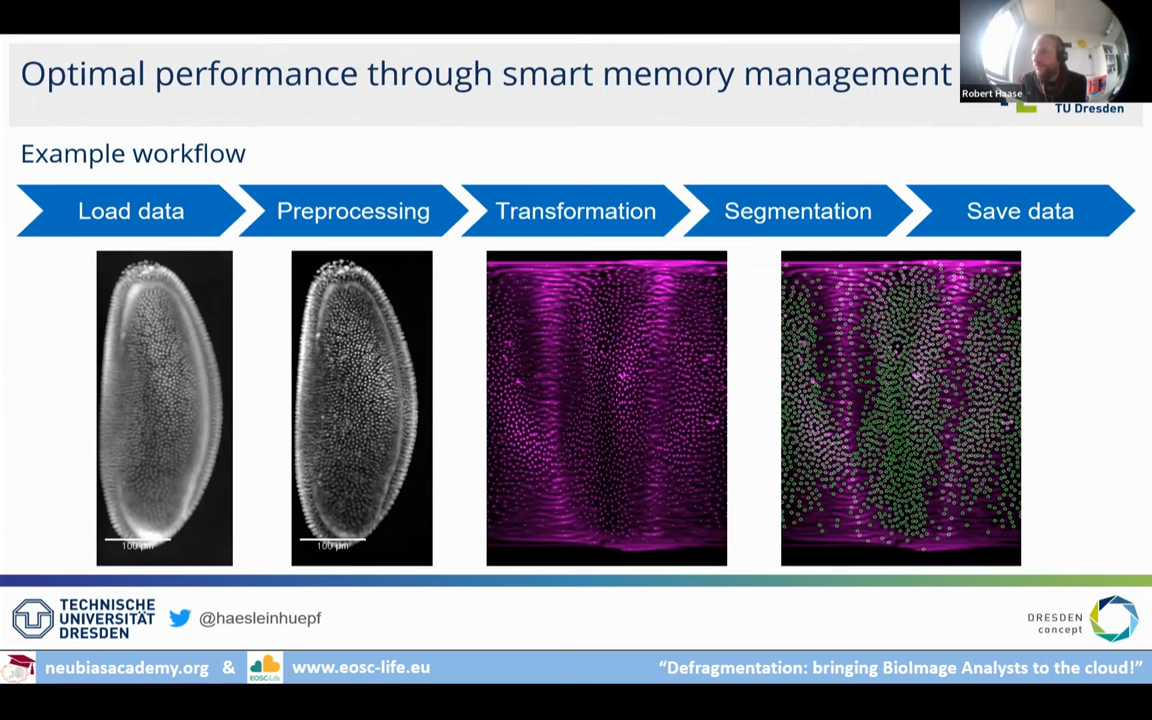 Optimal performance through smart memory management
Robert Haase
TU Dresden
Example workflow
Load data
Preprocessing
Transformation
Segmentation
Save data
100 µm
100 µm
TECHNISCHE
UNIVERSITÄT
DRESDEN
@haesleinhuepf
DRESDEN
concept
neubiasacademy.org & EOSC-Life www.eosc-life.eu
“Defragmentation: bringing BioImage Analysts to the cloud!”